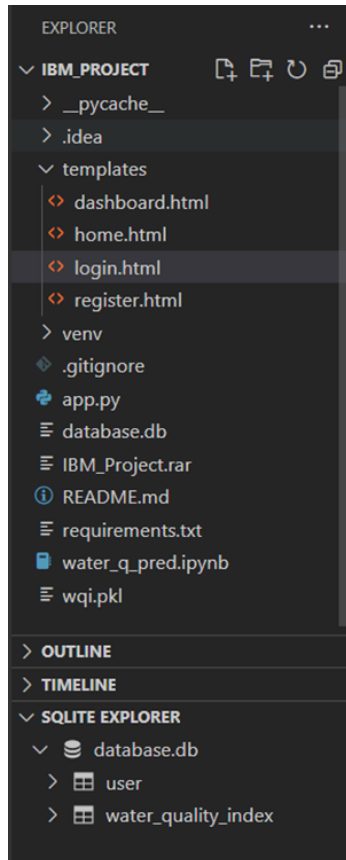 EXPLORER
IBM_PROJECT
__pycache__
.idea
templates
dashboard.html
home.html
login.html
register.html
venv
.gitignore
app.py
database.db
IBM_Project.rar
README.md
requirements.txt
water_q_pred.ipynb
wqi.pkl
OUTLINE
TIMELINE
SQLITE EXPLORER
database.db
user
water_quality_index